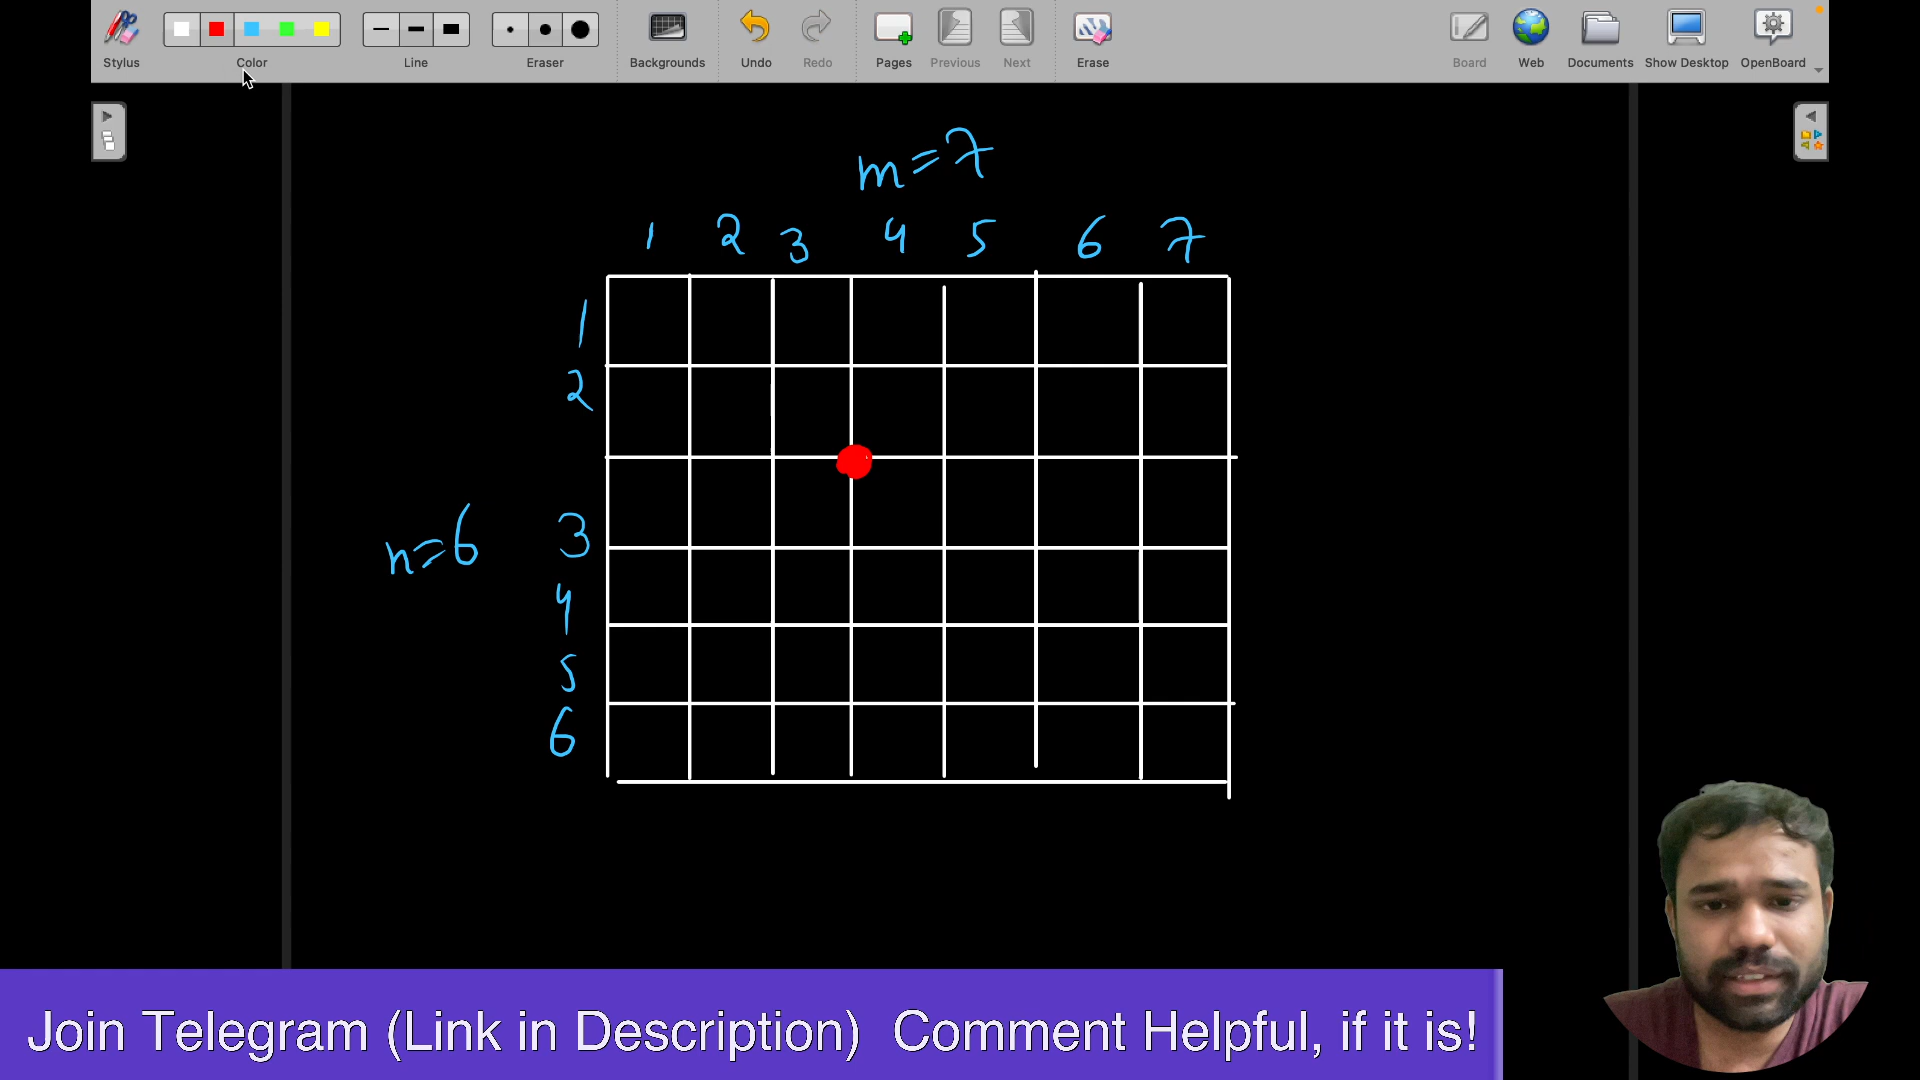 Stylus Color Line Eraser Backgrounds Undo Redo Pages Previous Next Erase Board Web Documents Show Desktop OpenBoard
m=7
1 2 3 4 5 6 7
1
2
n=6 3
4
5
6
Join Telegram (Link in Description) Comment Helpful, if it is!